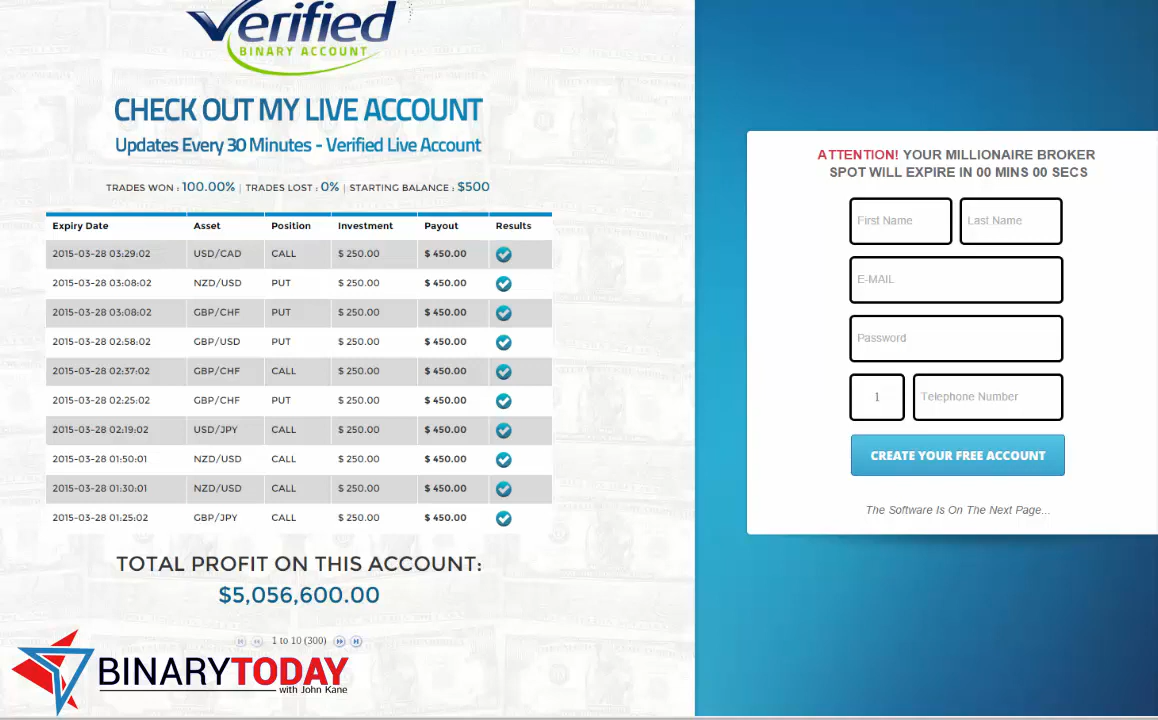 Verified
BINARY ACCOUNT
CHECK OUT MY LIVE ACCOUNT
Updates Every 30 Minutes - Verified Live Account
TRADES WON : 100.00% | TRADES LOST : 0% | STARTING BALANCE : $500
Expiry Date Asset Position Investment Payout Results
2015-03-28 03:29:02 USD/CAD CALL $ 250.00 $ 450.00
2015-03-28 03:08:02 NZD/USD PUT $ 250.00 $ 450.00
2015-03-28 03:08:02 GBP/CHF PUT $ 250.00 $ 450.00
2015-03-28 02:58:02 GBP/USD PUT $ 250.00 $ 450.00
2015-03-28 02:37:02 GBP/CHF CALL $ 250.00 $ 450.00
2015-03-28 02:25:02 GBP/CHF PUT $ 250.00 $ 450.00
2015-03-28 02:19:02 USD/JPY CALL $ 250.00 $ 450.00
2015-03-28 01:50:01 NZD/USD CALL $ 250.00 $ 450.00
2015-03-28 01:30:01 NZD/USD CALL $ 250.00 $ 450.00
2015-03-28 01:25:02 GBP/JPY CALL $ 250.00 $ 450.00
TOTAL PROFIT ON THIS ACCOUNT:
$5,056,600.00
1 to 10 (300)
BINARYTODAY
with John Kane
ATTENTION! YOUR MILLIONAIRE BROKER
SPOT WILL EXPIRE IN 00 MINS 00 SECS
First Name Last Name
E-MAIL
Password
1 Telephone Number
CREATE YOUR FREE ACCOUNT
The Software Is On The Next Page...